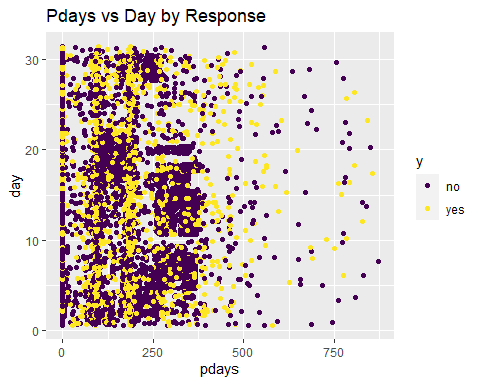 Pdays vs Day by Response
30
20
10
0
day
0
250
500
750
pdays
y
no
yes